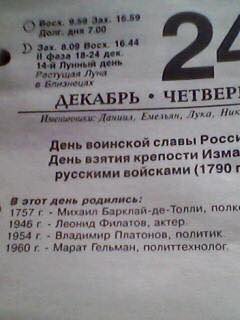 Восх. 9.59 Зах. 16.59
Долг. дня 7.00
Зах. 8.09 Восх. 16.44
II фаза 18-24 дек.
14-й Лунный день
Растущая Луна
в Близнецах
24
ДЕКАБРЬ • ЧЕТВЕР
Именинники: Даниил, Емельян, Лука, Ник
День воинской славы Росси
День взятия крепости Изма
русскими войсками (1790 г
В этот день родились:
1757 г. - Михаил Барклай-де-Толли, полко
1946 г. - Леонид Филатов, актер.
1954 г. - Владимир Платонов, политик.
1960 г. - Марат Гельман, политтехнолог.